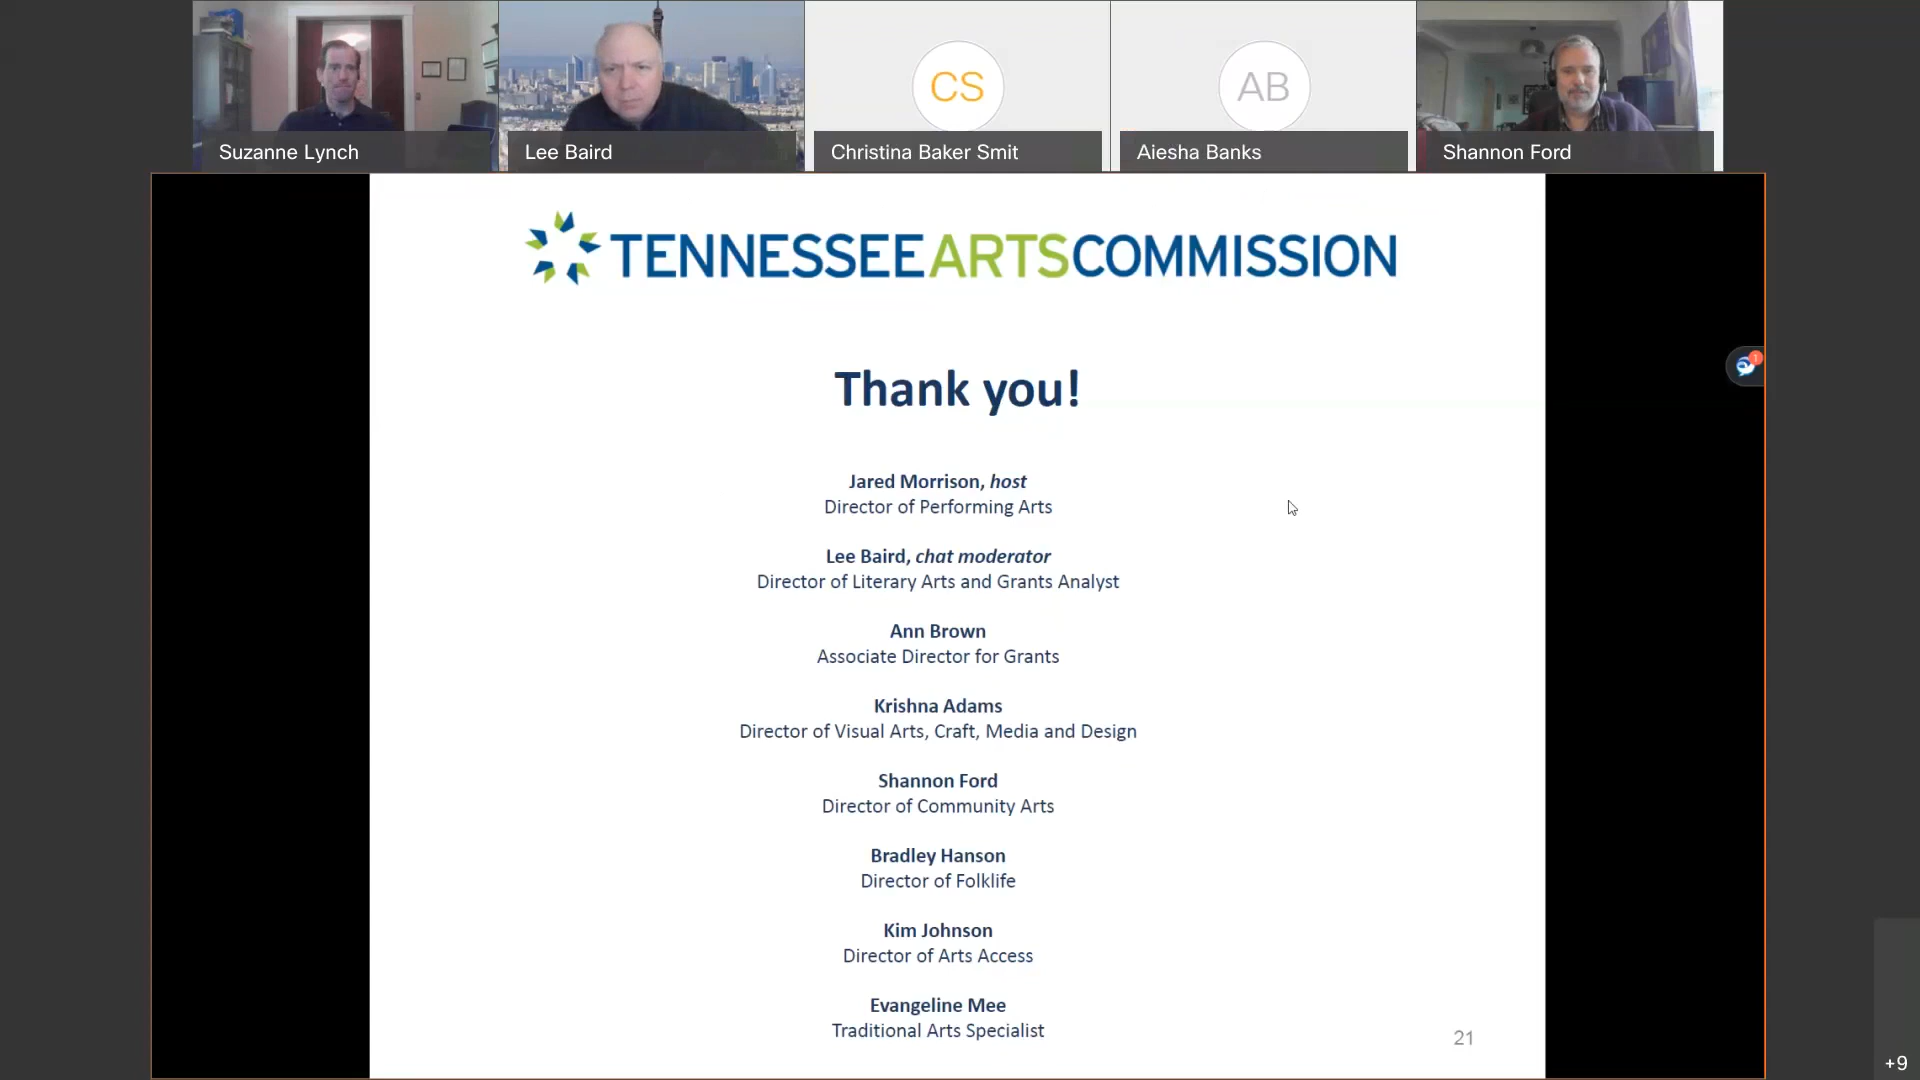 Suzanne Lynch
Lee Baird
CS
Christina Baker Smit
AB
Aiesha Banks
Shannon Ford
TENNESSEEARTSCOMMISSION
1
Thank you!
Jared Morrison, host
Director of Performing Arts
Lee Baird, chat moderator
Director of Literary Arts and Grants Analyst
Ann Brown
Associate Director for Grants
Krishna Adams
Director of Visual Arts, Craft, Media and Design
Shannon Ford
Director of Community Arts
Bradley Hanson
Director of Folklife
Kim Johnson
Director of Arts Access
Evangeline Mee
Traditional Arts Specialist
21
+9